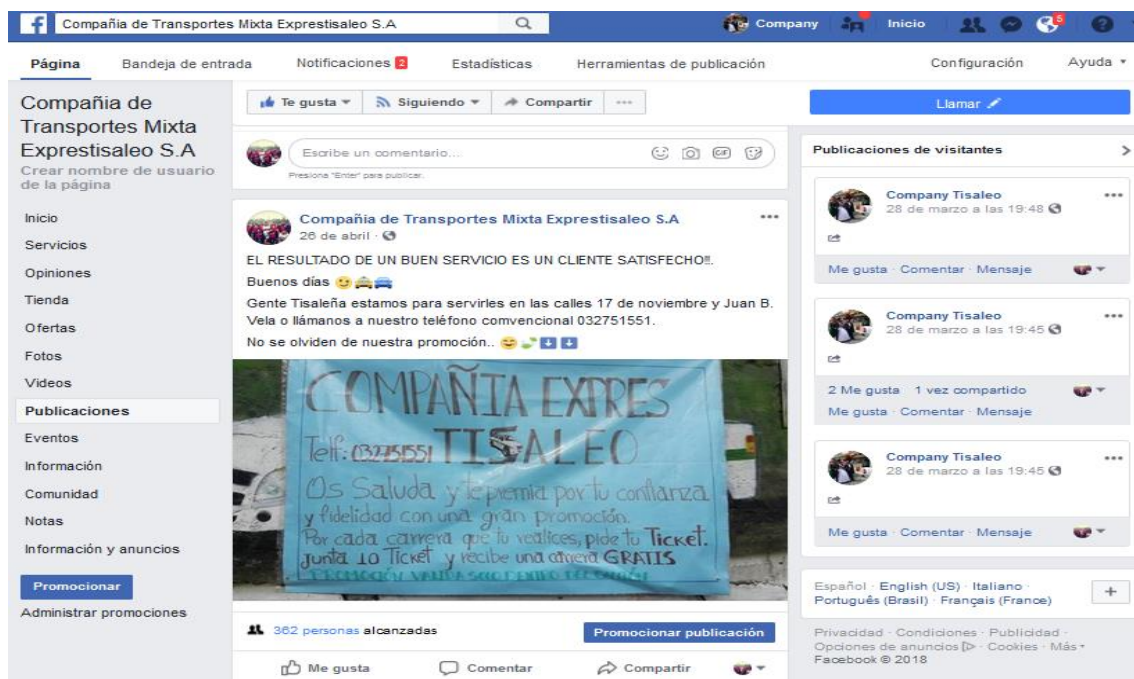 Compañia de Transportes Mixta Exprestisaleo S.A
Company
Inicio
5
Página
Bandeja de entrada
Notificaciones 2
Estadísticas
Herramientas de publicación
Configuración
Ayuda
Compañia de
Transportes Mixta
Exprestisaleo S.A
Crear nombre de usuario
de la página
Inicio
Servicios
Opiniones
Tienda
Ofertas
Fotos
Videos
Publicaciones
Eventos
Información
Comunidad
Notas
Información y anuncios
Promocionar
Administrar promociones
Te gusta
Siguiendo
Compartir
Escribe un comentario...
GIF
Presiona "Enter" para publicar.
Compañia de Transportes Mixta Exprestisaleo S.A
26 de abril ·
EL RESULTADO DE UN BUEN SERVICIO ES UN CLIENTE SATISFECHO!!.
Buenos días
Gente Tisaleña estamos para servirles en las calles 17 de noviembre y Juan B.
Vela o llámanos a nuestro teléfono comvencional 032751551.
No se olviden de nuestra promoción..
COMPAÑIA EXPRES
Telf: 032751551 TISALEO
Os Saluda y te premia por tu confianza
y fidelidad con una gran promoción.
Por cada carrera que tu realices, pide tu Ticket.
Junta 10 Ticket y recibe una carrera GRATIS
PROMOCIÓN VALIDA SOLO DENTRO DEL CANTÓN
362 personas alcanzadas
Promocionar publicación
Me gusta
Comentar
Compartir
Llamar
Publicaciones de visitantes
Company Tisaleo
28 de marzo a las 19:48
Me gusta · Comentar · Mensaje
Company Tisaleo
28 de marzo a las 19:45
2 Me gusta 1 vez compartido
Me gusta · Comentar · Mensaje
Company Tisaleo
28 de marzo a las 19:45
Me gusta · Comentar · Mensaje
Español · English (US) · Italiano ·
Português (Brasil) · Français (France)
Privacidad · Condiciones · Publicidad ·
Opciones de anuncios · Cookies · Más
Facebook © 2018